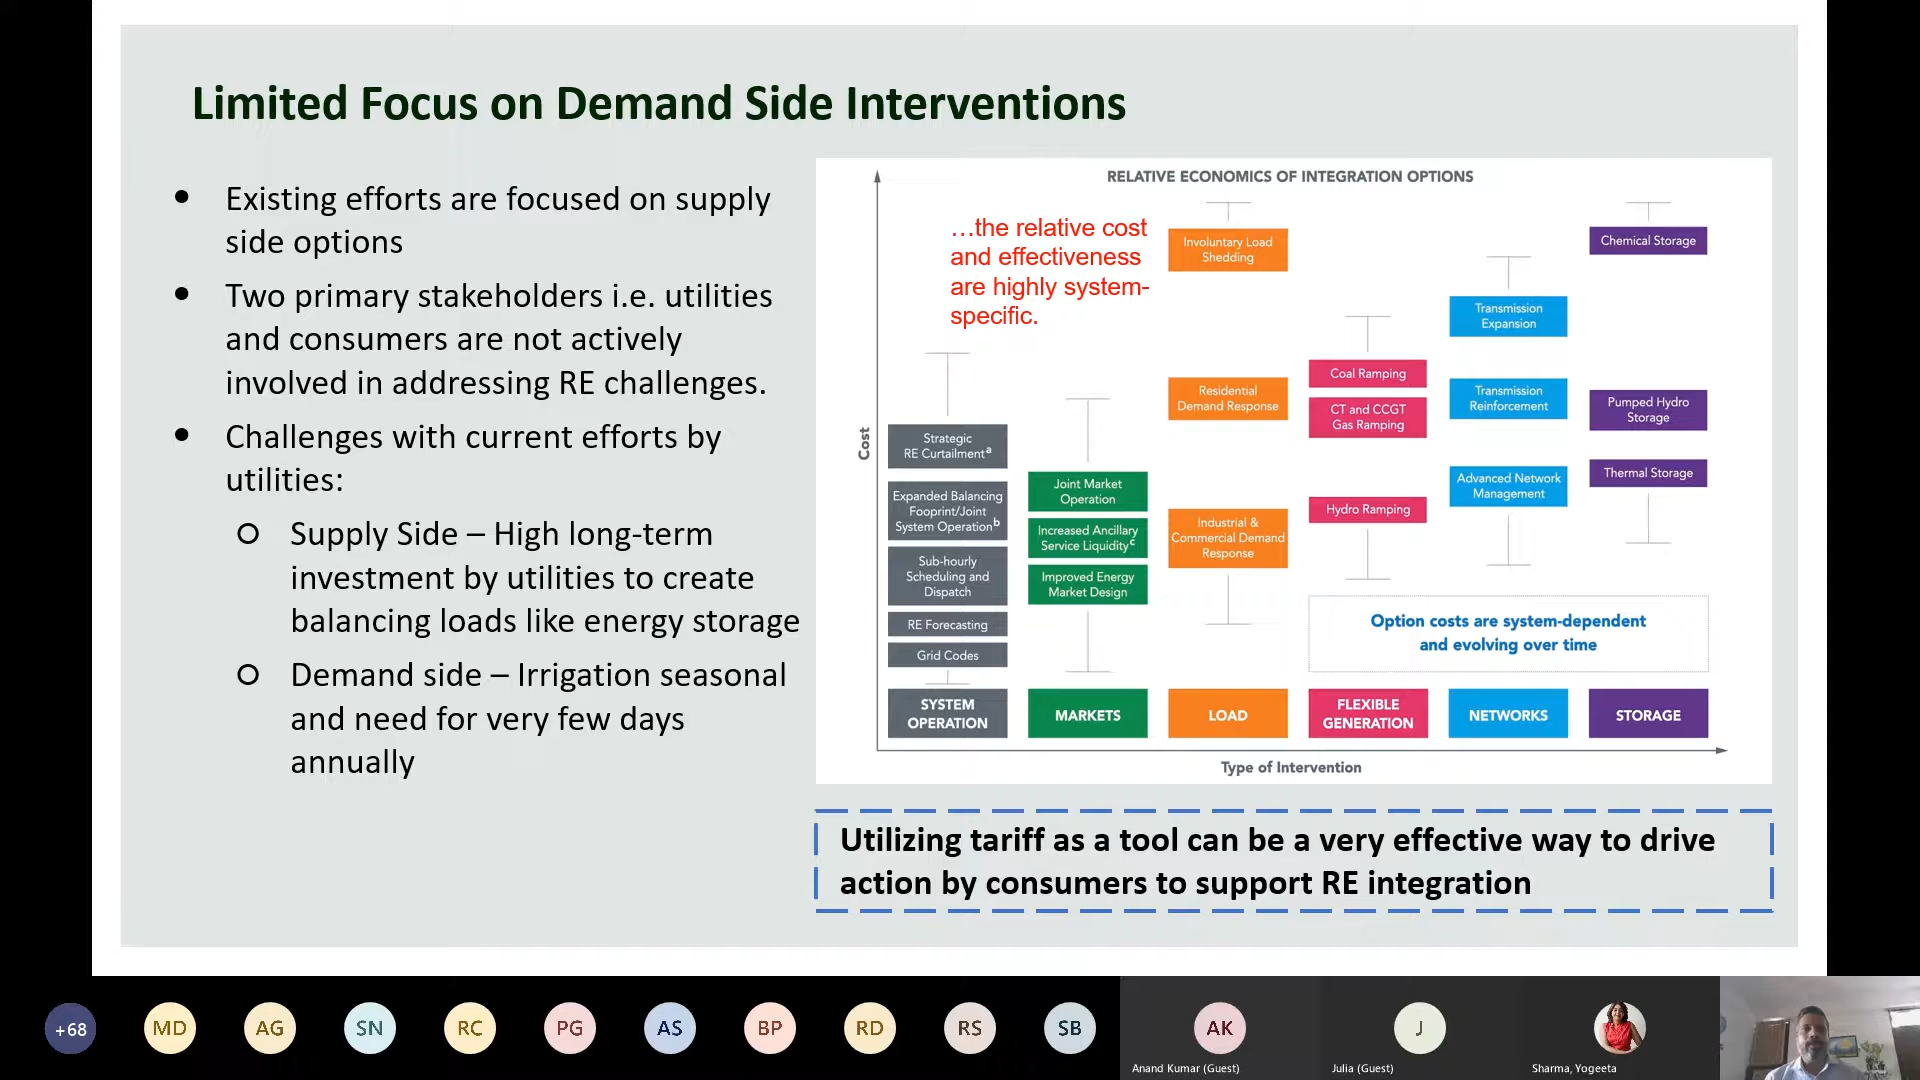 Limited Focus on Demand Side Interventions
Existing efforts are focused on supply
side options
Two primary stakeholders i.e. utilities
and consumers are not actively
involved in addressing RE challenges.
Challenges with current efforts by
utilities:
Supply Side – High long-term
investment by utilities to create
balancing loads like energy storage
Demand side – Irrigation seasonal
and need for very few days
annually
RELATIVE ECONOMICS OF INTEGRATION OPTIONS
...the relative cost
and effectiveness
are highly system-
specific.
Cost
Strategic
RE Curtailmentᵃ
Expanded Balancing
Fooprint/Joint
System Operationᵇ
Sub-hourly
Scheduling and
Dispatch
RE Forecasting
Grid Codes
SYSTEM
OPERATION
Joint Market
Operation
Increased Ancillary
Service Liquidityᶜ
Improved Energy
Market Design
MARKETS
Involuntary Load
Shedding
Residential
Demand Response
Industrial &
Commercial Demand
Response
LOAD
Coal Ramping
CT and CCGT
Gas Ramping
Hydro Ramping
FLEXIBLE
GENERATION
Transmission
Expansion
Transmission
Reinforcement
Advanced Network
Management
NETWORKS
Chemical Storage
Pumped Hydro
Storage
Thermal Storage
STORAGE
Option costs are system-dependent
and evolving over time
Type of Intervention
Utilizing tariff as a tool can be a very effective way to drive
action by consumers to support RE integration
+68
MD
AG
SN
RC
PG
AS
BP
RD
RS
SB
AK
J
Anand Kumar (Guest)
Julia (Guest)
Sharma, Yogeeta